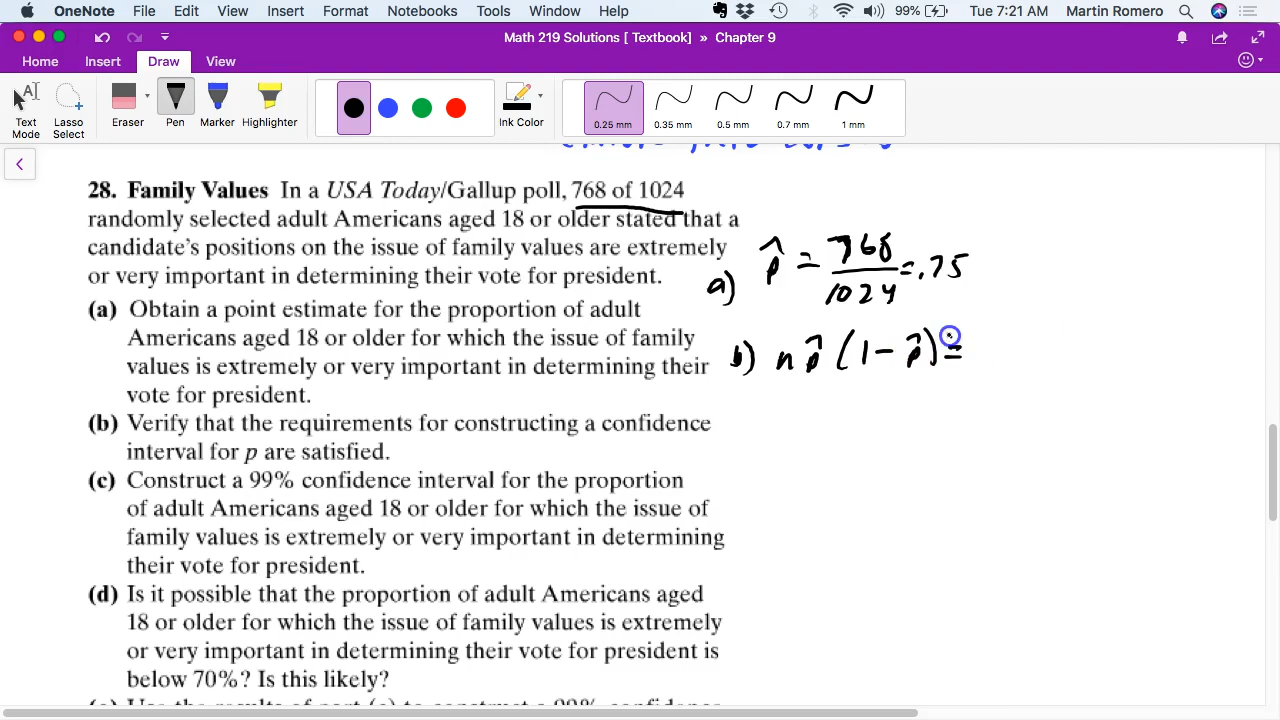 OneNote File Edit View Insert Format Notebooks Tools Window Help 99% Tue 7:21 AM Martin Romero
Math 219 Solutions [ Textbook] » Chapter 9
Home Insert Draw View
Text Mode
Lasso Select
Eraser
Pen
Marker
Highlighter
Ink Color
0.25 mm
0.35 mm
0.5 mm
0.7 mm
1 mm
28. Family Values In a USA Today/Gallup poll, 768 of 1024
randomly selected adult Americans aged 18 or older stated that a
candidate's positions on the issue of family values are extremely
or very important in determining their vote for president.
(a) Obtain a point estimate for the proportion of adult
Americans aged 18 or older for which the issue of family
values is extremely or very important in determining their
vote for president.
(b) Verify that the requirements for constructing a confidence
interval for p are satisfied.
(c) Construct a 99% confidence interval for the proportion
of adult Americans aged 18 or older for which the issue of
family values is extremely or very important in determining
their vote for president.
(d) Is it possible that the proportion of adult Americans aged
18 or older for which the issue of family values is extremely
or very important in determining their vote for president is
below 70%? Is this likely?
a) p̂ = 768/1024 = .75
b) n p̂ (1 - p̂) =